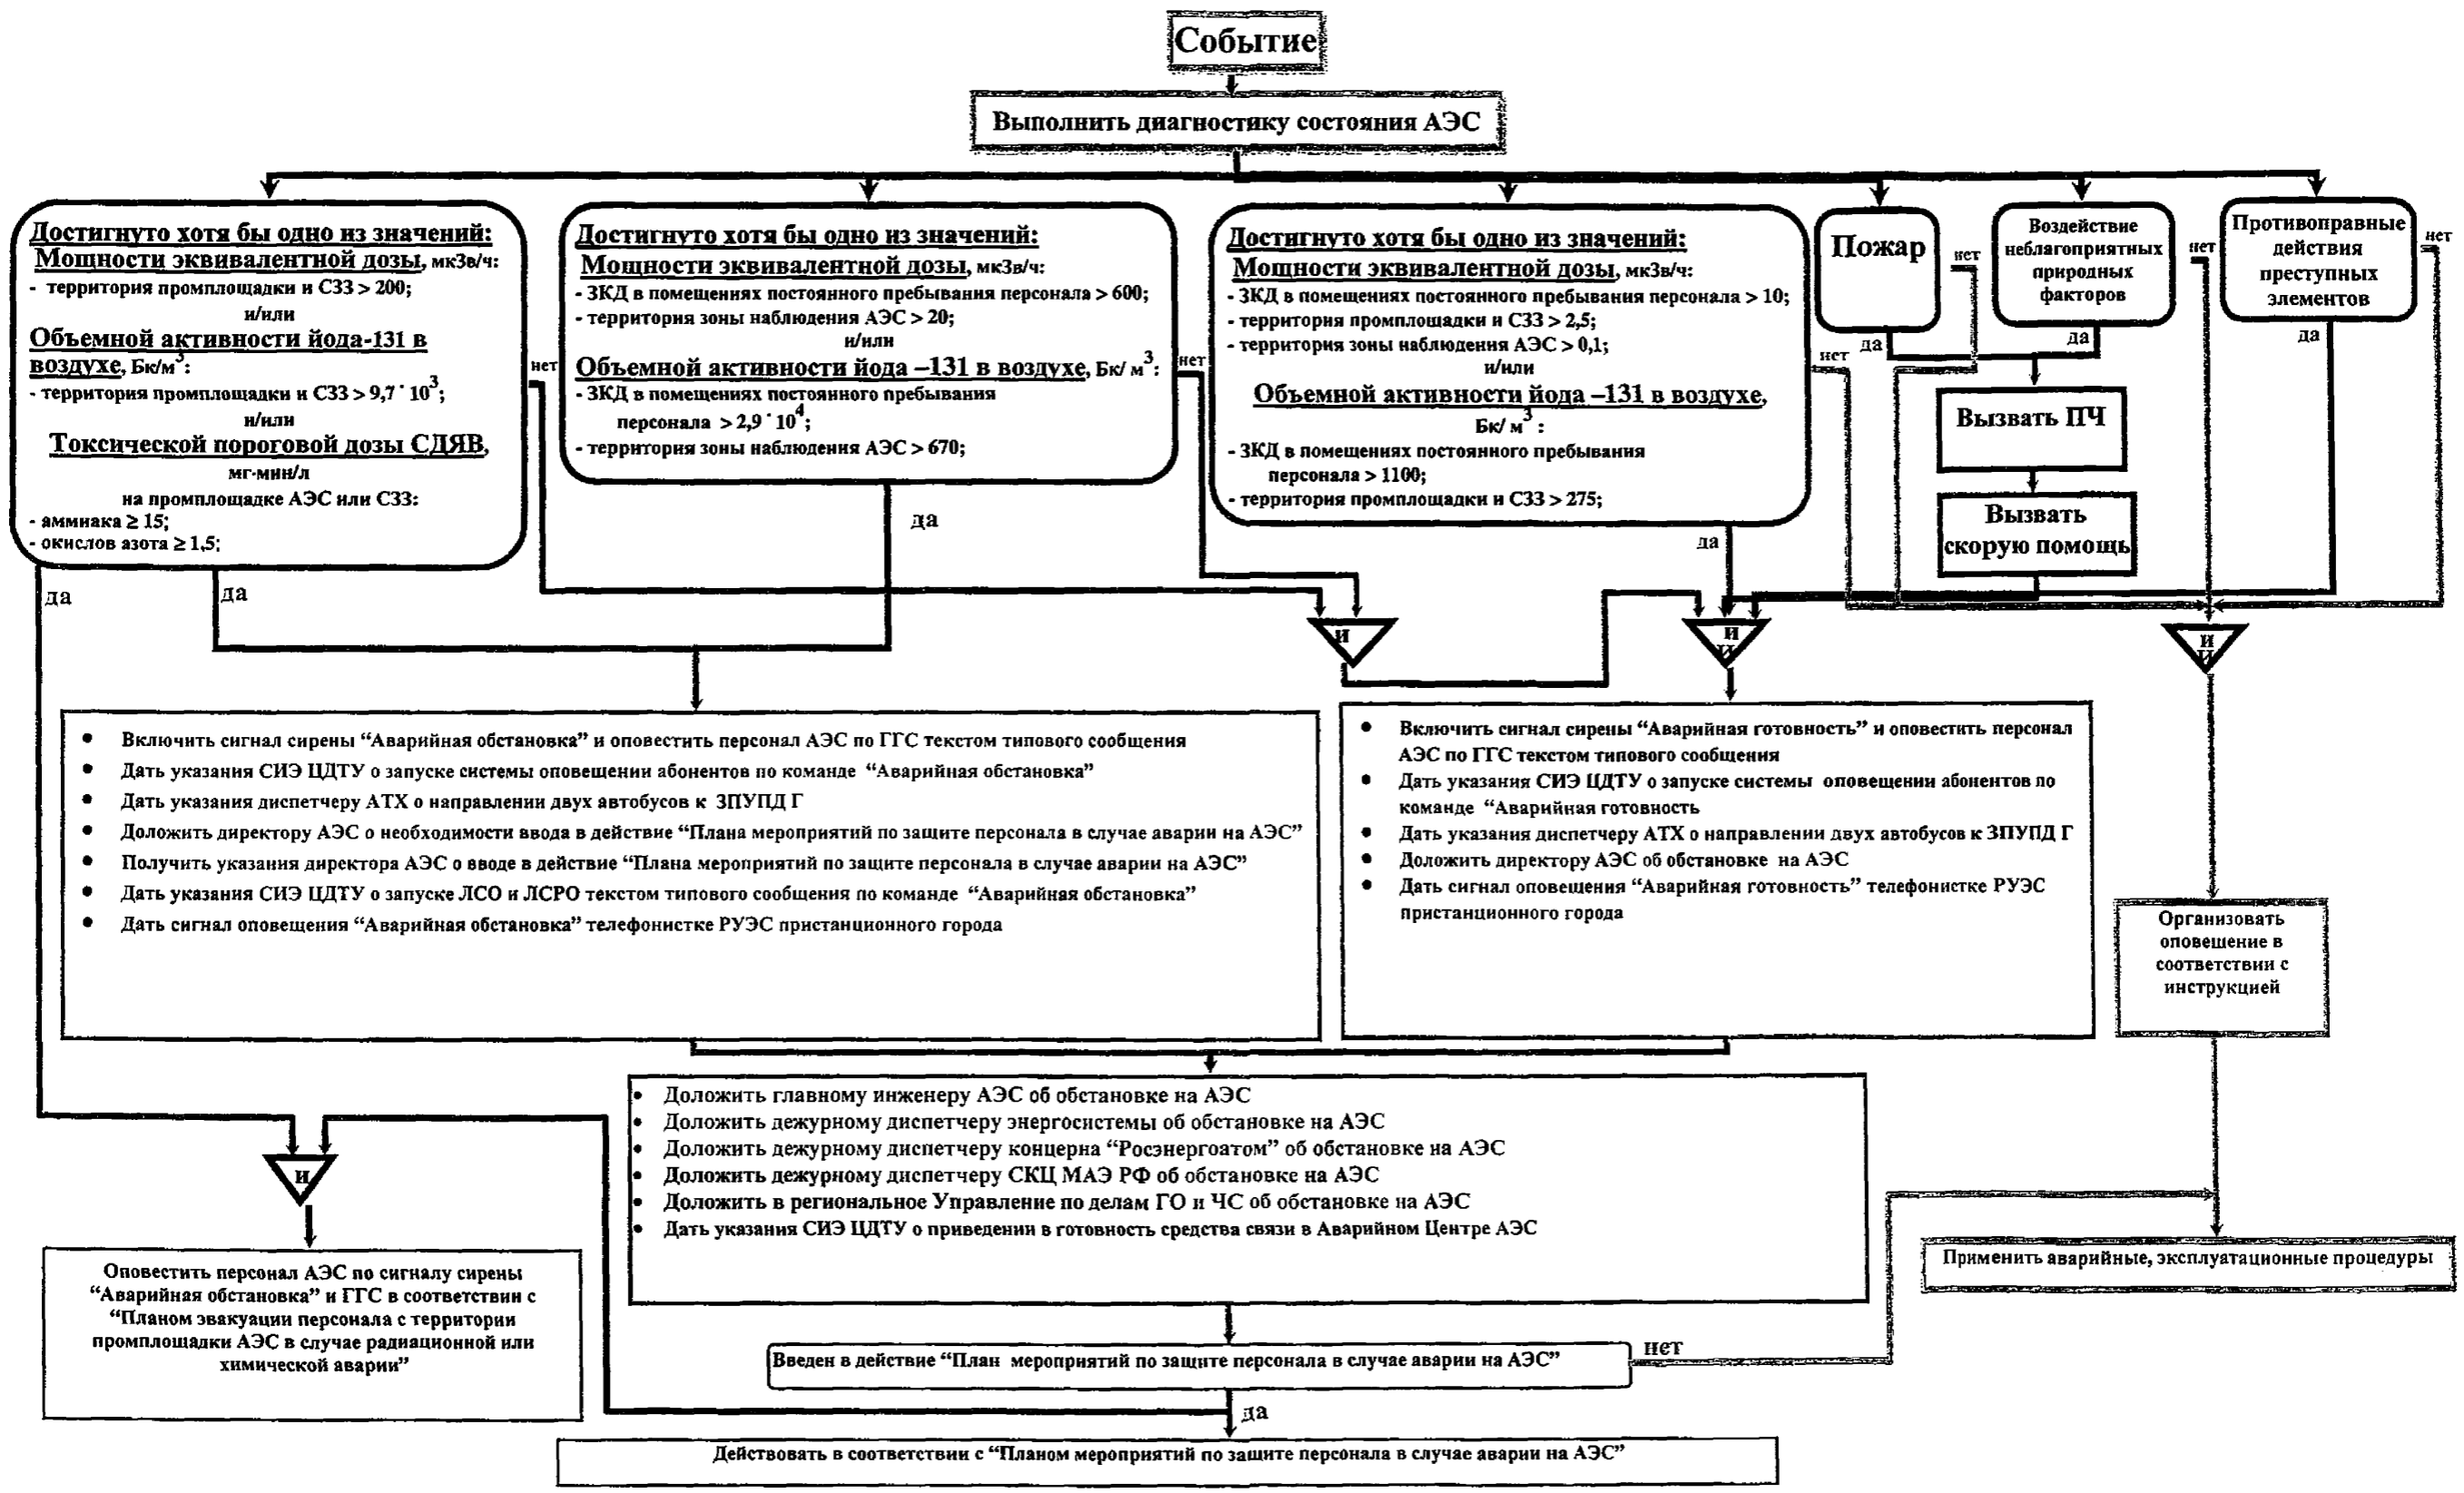 Событие
Выполнить диагностику состояния АЭС
Достигнуто хотя бы одно из значений:
Мощности эквивалентной дозы, мкЗв/ч:
- территория промплощадки и СЗЗ > 200;
и/или
Объемной активности йода-131 в
воздухе, Бк/м³:
- территория промплощадки и СЗЗ > 9,7 · 10³;
и/или
Токсической пороговой дозы СДЯВ,
мг-мин/л
на промплощадке АЭС или СЗЗ:
- аммиака ≥ 15;
- окислов азота ≥ 1,5;
нет
да
да
Достигнуто хотя бы одно из значений:
Мощности эквивалентной дозы, мкЗв/ч:
- ЗКД в помещениях постоянного пребывания персонала > 600;
- территория зоны наблюдения АЭС > 20;
и/или
Объемной активности йода –131 в воздухе, Бк/ м³:
- ЗКД в помещениях постоянного пребывания
персонала > 2,9 · 10⁴;
- территория зоны наблюдения АЭС > 670;
нет
да
Достигнуто хотя бы одно из значений:
Мощности эквивалентной дозы, мкЗв/ч:
- ЗКД в помещениях постоянного пребывания персонала > 10;
- территория промплощадки и СЗЗ > 2,5;
- территория зоны наблюдения АЭС > 0,1;
и/или
Объемной активности йода –131 в воздухе,
Бк/ м³ :
- ЗКД в помещениях постоянного пребывания
персонала > 1100;
- территория промплощадки и СЗЗ > 275;
нет
да
Пожар
нет
да
Воздействие
неблагоприятных
природных
факторов
нет
да
Противоправные
действия
преступных
элементов
нет
да
Вызвать ПЧ
Вызвать
скорую помощь
и
и
и
и
и
• Включить сигнал сирены “Аварийная обстановка” и оповестить персонал АЭС по ГГС текстом типового сообщения
• Дать указания СИЭ ЦДТУ о запуске системы оповещении абонентов по команде “Аварийная обстановка”
• Дать указания диспетчеру АТХ о направлении двух автобусов к ЗПУПД Г
• Доложить директору АЭС о необходимости ввода в действие “Плана мероприятий по защите персонала в случае аварии на АЭС”
• Получить указания директора АЭС о вводе в действие “Плана мероприятий по защите персонала в случае аварии на АЭС”
• Дать указания СИЭ ЦДТУ о запуске ЛСО и ЛСРО текстом типового сообщения по команде “Аварийная обстановка”
• Дать сигнал оповещения “Аварийная обстановка” телефонистке РУЭС пристанционного города
• Включить сигнал сирены “Аварийная готовность” и оповестить персонал
АЭС по ГГС текстом типового сообщения
• Дать указания СИЭ ЦДТУ о запуске системы оповещении абонентов по
команде “Аварийная готовность
• Дать указания диспетчеру АТХ о направлении двух автобусов к ЗПУПД Г
• Доложить директору АЭС об обстановке на АЭС
• Дать сигнал оповещения “Аварийная готовность” телефонистке РУЭС
пристанционного города
Организовать
оповешение в
соответствии с
инструкцией
• Доложить главному инженеру АЭС об обстановке на АЭС
• Доложить дежурному диспетчеру энергосистемы об обстановке на АЭС
• Доложить дежурному диспетчеру концерна “Росэнергоатом” об обстановке на АЭС
• Доложить дежурному диспетчеру СКЦ МАЭ РФ об обстановке на АЭС
• Доложить в региональное Управление по делам ГО и ЧС об обстановке на АЭС
• Дать указания СИЭ ЦДТУ о приведении в готовность средства связи в Аварийном Центре АЭС
и
Оповестить персонал АЭС по сигналу сирены
“Аварийная обстановка” и ГГС в соответствии с
“Планом эвакуации персонала с территории
промплощадки АЭС в случае радиационной или
химической аварии”
Применить аварийные, эксплуатационные процедуры
Введен в действие “План мероприятий по защите персонала в случае аварии на АЭС”
нет
да
Действовать в соответствии с “Планом мероприятий по защите персонала в случае аварии на АЭС”